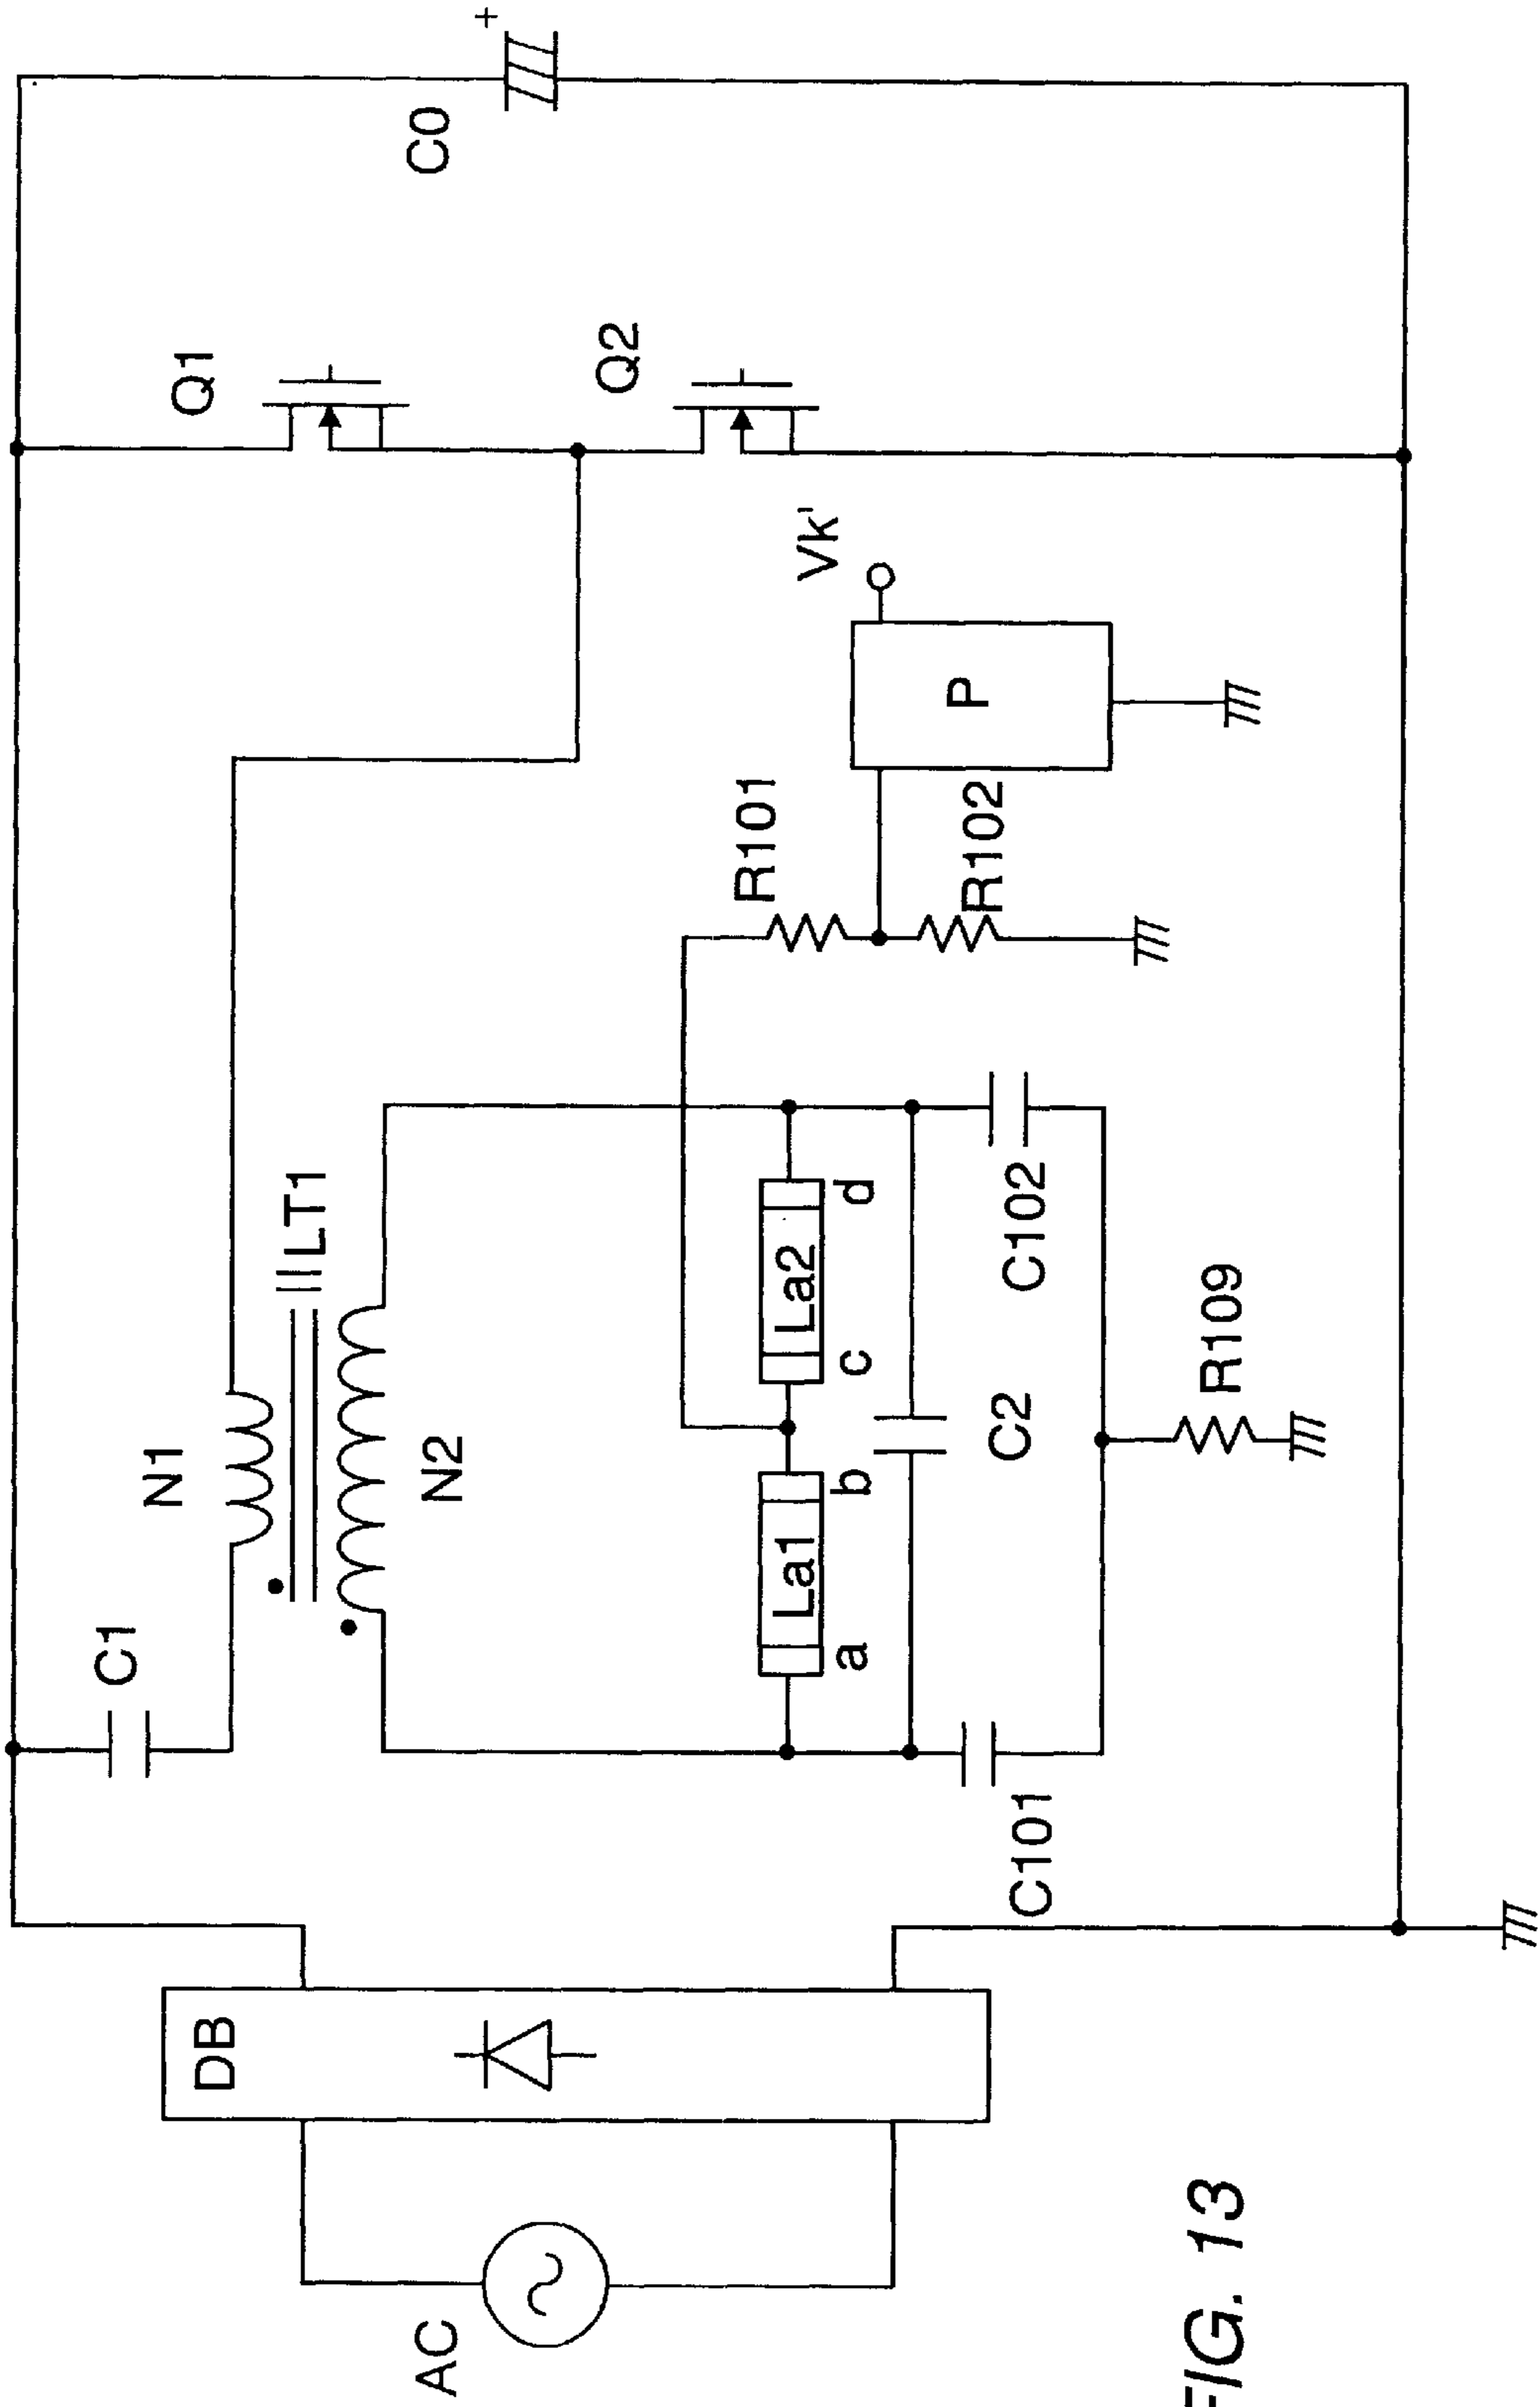 AC
DB
C1
N1
LT1
N2
La1
a
b
La2
c
d
C2
C101
C102
R109
R101
R102
P
Vk'
Q1
Q2
C0
+
FIG. 13